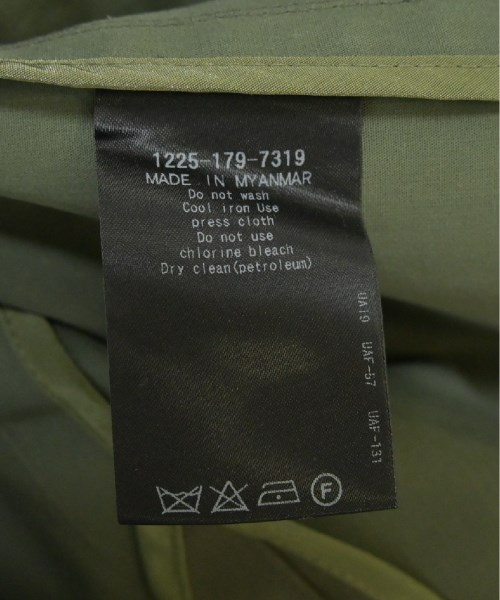 1225-179-7319
MADE IN MYANMAR
Do not wash
Cool iron Use
press cloth
Do not use
chlorine bleach
Dry clean(petroleum)
UA19 UAF-57 UAF-131
F